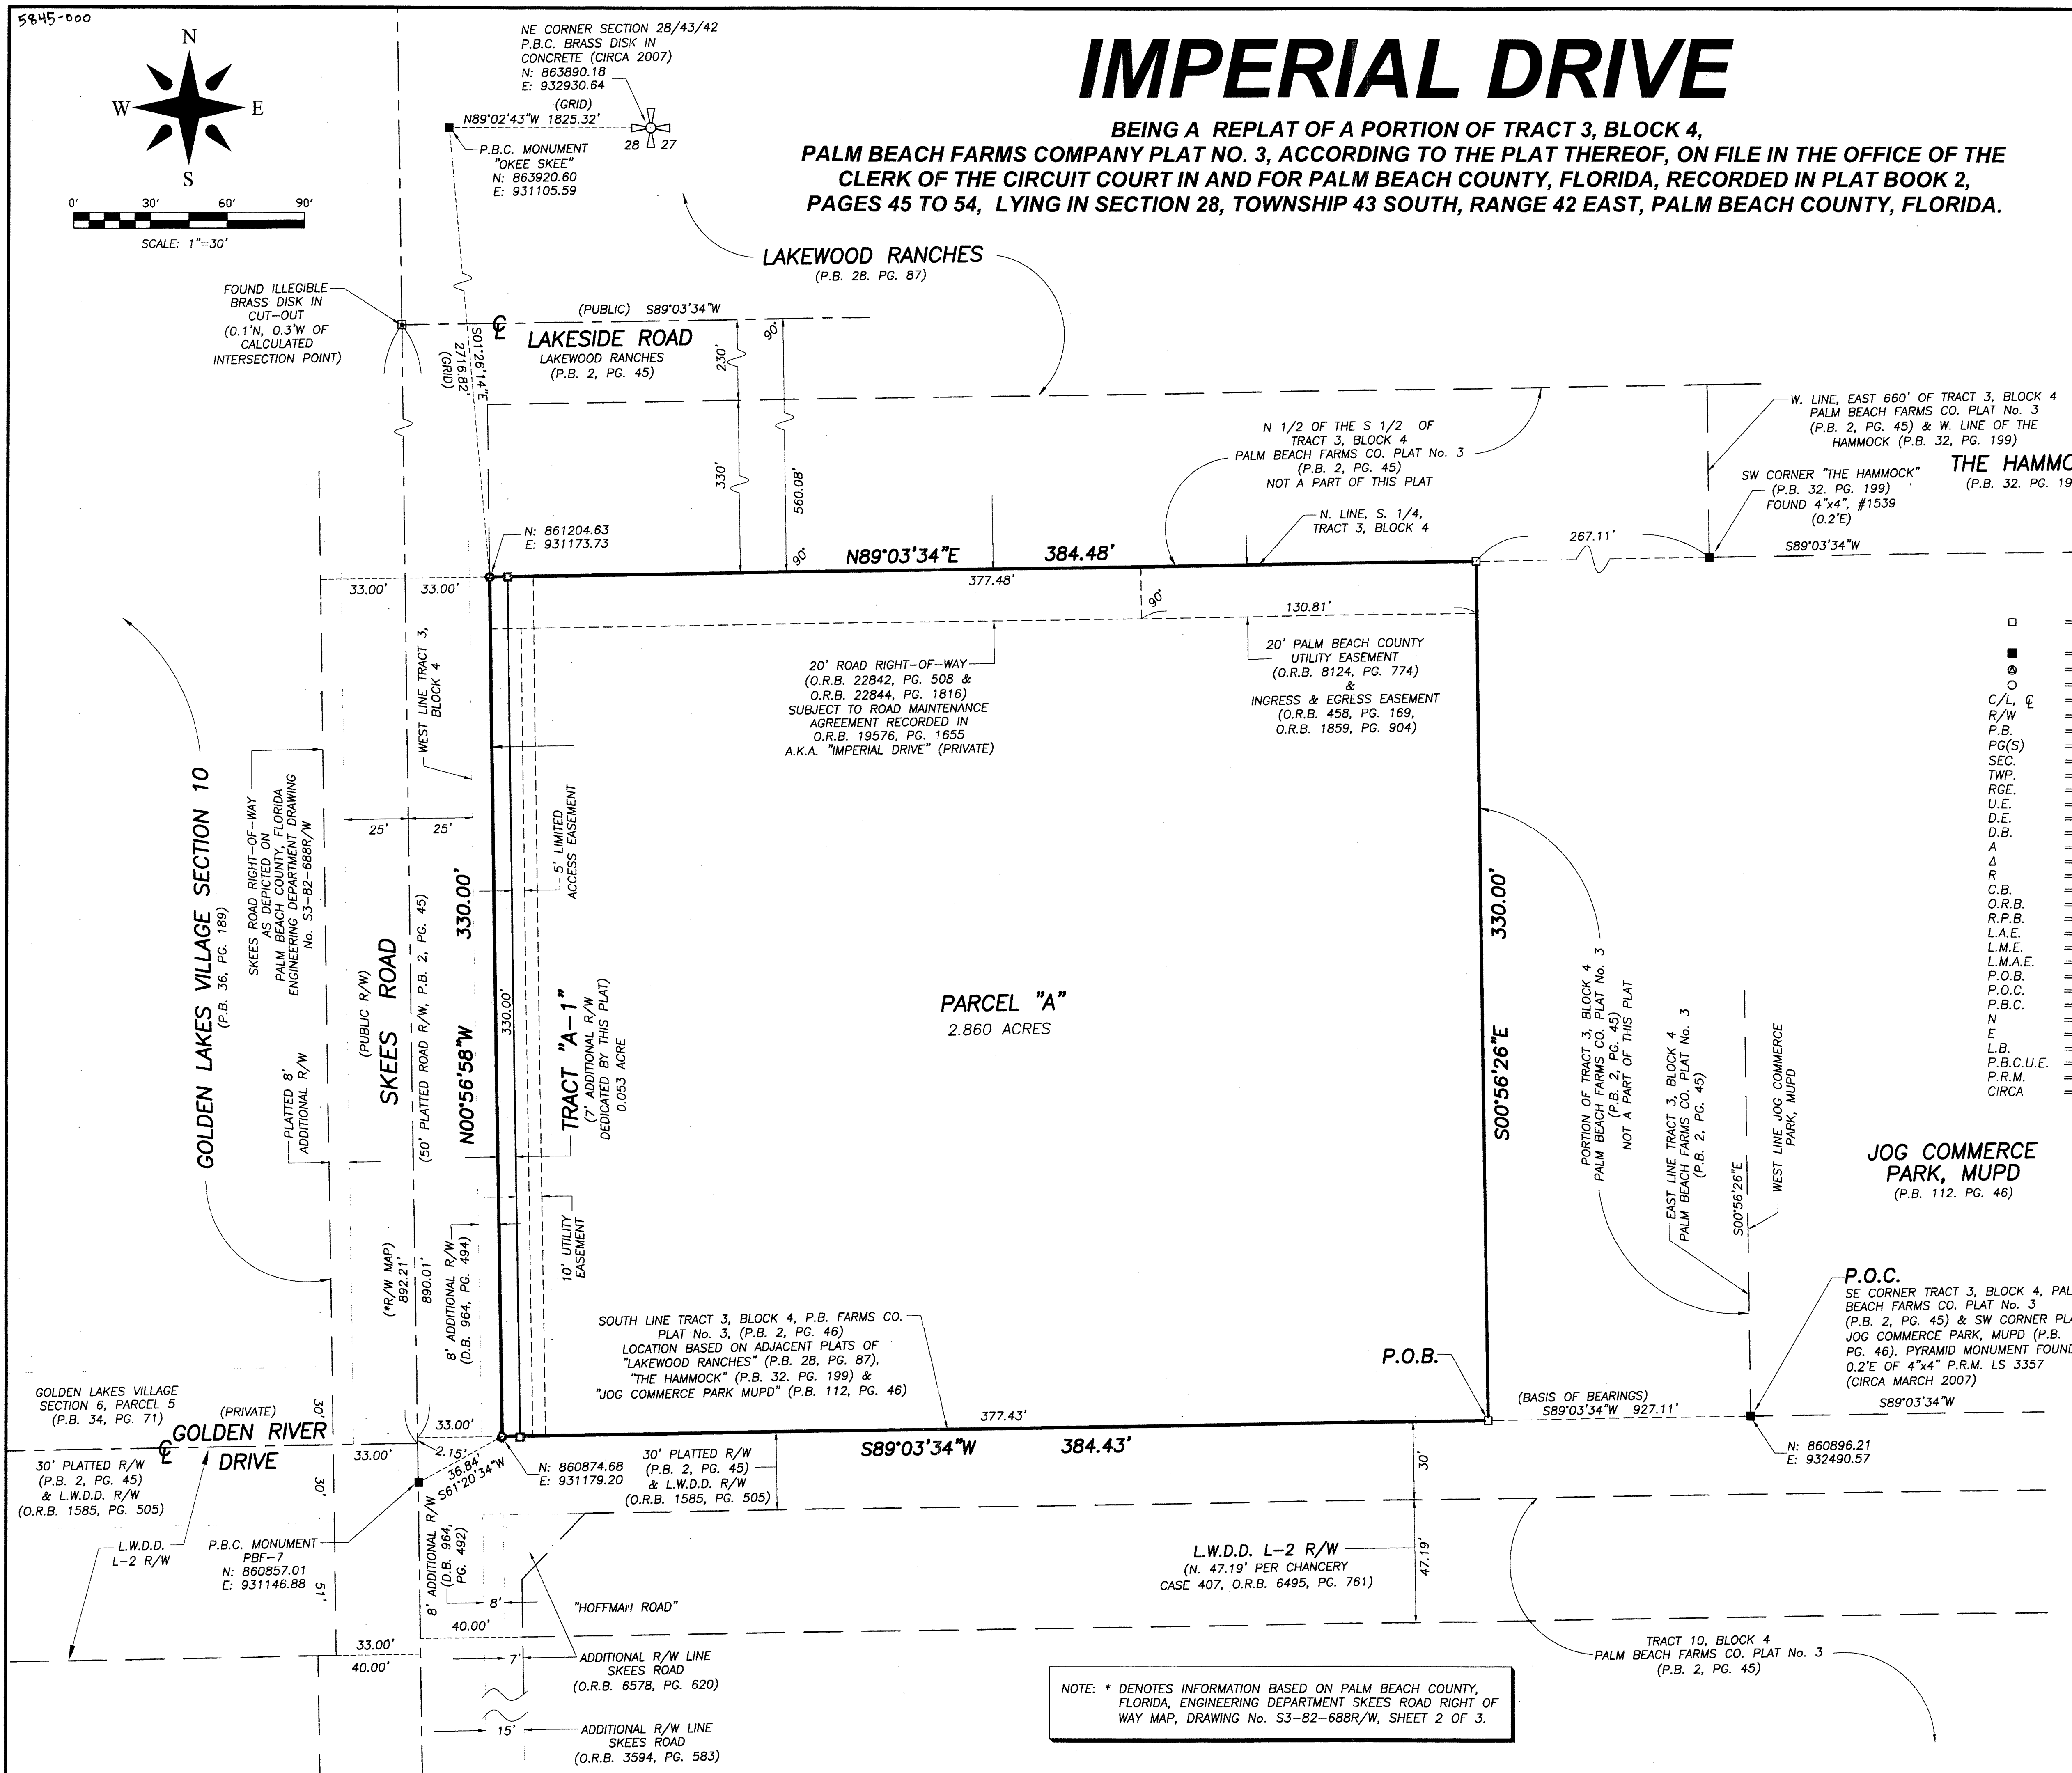 5845-000
N
W
E
S
0' 30' 60' 90'
SCALE: 1"=30'
NE CORNER SECTION 28/43/42
P.B.C. BRASS DISK IN
CONCRETE (CIRCA 2007)
N: 863890.18
E: 932930.64
(GRID)
N89°02'43"W 1825.32'
28 27
P.B.C. MONUMENT
"OKEE SKEE"
N: 863920.60
E: 931105.59
IMPERIAL DRIVE
BEING A REPLAT OF A PORTION OF TRACT 3, BLOCK 4,
PALM BEACH FARMS COMPANY PLAT NO. 3, ACCORDING TO THE PLAT THEREOF, ON FILE IN THE OFFICE OF THE
CLERK OF THE CIRCUIT COURT IN AND FOR PALM BEACH COUNTY, FLORIDA, RECORDED IN PLAT BOOK 2,
PAGES 45 TO 54, LYING IN SECTION 28, TOWNSHIP 43 SOUTH, RANGE 42 EAST, PALM BEACH COUNTY, FLORIDA.
LAKEWOOD RANCHES
(P.B. 28. PG. 87)
FOUND ILLEGIBLE
BRASS DISK IN
CUT-OUT
(0.1'N, 0.3'W OF
CALCULATED
INTERSECTION POINT)
(PUBLIC) S89°03'34"W
℄
LAKESIDE ROAD
LAKEWOOD RANCHES
(P.B. 2, PG. 45)
S01°26'14"E
2716.82'
(GRID)
230'
90°
330'
560.08'
90°
N 1/2 OF THE S 1/2 OF
TRACT 3, BLOCK 4
PALM BEACH FARMS CO. PLAT No. 3
(P.B. 2, PG. 45)
NOT A PART OF THIS PLAT
W. LINE, EAST 660' OF TRACT 3, BLOCK 4
PALM BEACH FARMS CO. PLAT No. 3
(P.B. 2, PG. 45) & W. LINE OF THE
HAMMOCK (P.B. 32, PG. 199)
THE HAMMO
(P.B. 32. PG. 19
SW CORNER "THE HAMMOCK"
(P.B. 32. PG. 199)
FOUND 4"x4", #1539
(0.2'E)
N. LINE, S. 1/4,
TRACT 3, BLOCK 4
267.11'
S89°03'34"W
N: 861204.63
E: 931173.73
N89°03'34"E 384.48'
377.48'
33.00' 33.00'
90°
130.81'
WEST LINE TRACT 3,
BLOCK 4
20' ROAD RIGHT-OF-WAY
(O.R.B. 22842, PG. 508 &
O.R.B. 22844, PG. 1816)
SUBJECT TO ROAD MAINTENANCE
AGREEMENT RECORDED IN
O.R.B. 19576, PG. 1655
A.K.A. "IMPERIAL DRIVE" (PRIVATE)
20' PALM BEACH COUNTY
UTILITY EASEMENT
(O.R.B. 8124, PG. 774)
&
INGRESS & EGRESS EASEMENT
(O.R.B. 458, PG. 169,
O.R.B. 1859, PG. 904)
□ =
■ =
=
○ =
C/L, ℄ =
R/W =
P.B. =
PG(S) =
SEC. =
TWP. =
RGE. =
U.E. =
D.E. =
D.B. =
A =
Δ =
R =
C.B. =
O.R.B. =
R.P.B. =
L.A.E. =
L.M.E. =
L.M.A.E. =
P.O.B. =
P.O.C. =
P.B.C. =
N =
E =
L.B. =
P.B.C.U.E. =
P.R.M. =
CIRCA =
GOLDEN LAKES VILLAGE SECTION 10
(P.B. 36, PG. 189)
SKEES ROAD RIGHT-OF-WAY
AS DEPICTED ON
PALM BEACH COUNTY, FLORIDA
ENGINEERING DEPARTMENT DRAWING
No. S3-82-688R/W
PLATTED 8'
ADDITIONAL R/W
25' 25'
(PUBLIC R/W)
SKEES ROAD
(50' PLATTED ROAD R/W, P.B. 2, PG. 45)
N0°56'58"W 330.00'
330.00'
5' LIMITED
ACCESS EASEMENT
TRACT "A-1"
(7' ADDITIONAL R/W
DEDICATED BY THIS PLAT)
0.053 ACRE
10' UTILITY
EASEMENT
(*R/W MAP)
892.21'
890.01'
8' ADDITIONAL R/W
(D.B. 964, PG. 494)
PARCEL "A"
2.860 ACRES
330.00'
S00°56'26"E
PORTION OF TRACT 3, BLOCK 4
PALM BEACH FARMS CO. PLAT No. 3
(P.B. 2, PG. 45)
NOT A PART OF THIS PLAT
EAST LINE TRACT 3, BLOCK 4
PALM BEACH FARMS CO. PLAT No. 3
(P.B. 2, PG. 45)
S00°56'26"E
WEST LINE JOG COMMERCE
PARK, MUPD
JOG COMMERCE
PARK, MUPD
(P.B. 112. PG. 46)
P.O.C.
SE CORNER TRACT 3, BLOCK 4, PAL
BEACH FARMS CO. PLAT No. 3
(P.B. 2, PG. 45) & SW CORNER PLA
JOG COMMERCE PARK, MUPD (P.B.
PG. 46). PYRAMID MONUMENT FOUND
0.2'E OF 4"x4" P.R.M. LS 3357
(CIRCA MARCH 2007)
S89°03'34"W
N: 860896.21
E: 932490.57
SOUTH LINE TRACT 3, BLOCK 4, P.B. FARMS CO.
PLAT No. 3, (P.B. 2, PG. 46)
LOCATION BASED ON ADJACENT PLATS OF
"LAKEWOOD RANCHES" (P.B. 28, PG. 87),
"THE HAMMOCK" (P.B. 32. PG. 199) &
"JOG COMMERCE PARK MUPD" (P.B. 112, PG. 46)
P.O.B.
(BASIS OF BEARINGS)
S89°03'34"W 927.11'
377.43'
S89°03'34"W 384.43'
GOLDEN LAKES VILLAGE
SECTION 6, PARCEL 5
(P.B. 34, PG. 71)
(PRIVATE)
℄
GOLDEN RIVER
DRIVE
30'
30'
51'
33.00'
33.00'
2.15'
36.84'
S61°20'34"W
N: 860874.68
E: 931179.20
30' PLATTED R/W
(P.B. 2, PG. 45)
& L.W.D.D. R/W
(O.R.B. 1585, PG. 505)
30' PLATTED R/W
(P.B. 2, PG. 45)
& L.W.D.D. R/W
(O.R.B. 1585, PG. 505)
L.W.D.D.
L-2 R/W
P.B.C. MONUMENT
PBF-7
N: 860857.01
E: 931146.88
8' ADDITIONAL R/W
(D.B. 964,
PG. 492)
8'
"HOFFMAN ROAD"
40.00'
33.00'
40.00'
7'
ADDITIONAL R/W LINE
SKEES ROAD
(O.R.B. 6578, PG. 620)
15'
ADDITIONAL R/W LINE
SKEES ROAD
(O.R.B. 3594, PG. 583)
30'
47.19'
L.W.D.D. L-2 R/W
(N. 47.19' PER CHANCERY
CASE 407, O.R.B. 6495, PG. 761)
TRACT 10, BLOCK 4
PALM BEACH FARMS CO. PLAT No. 3
(P.B. 2, PG. 45)
NOTE: * DENOTES INFORMATION BASED ON PALM BEACH COUNTY,
FLORIDA, ENGINEERING DEPARTMENT SKEES ROAD RIGHT OF
WAY MAP, DRAWING No. S3-82-688R/W, SHEET 2 OF 3.